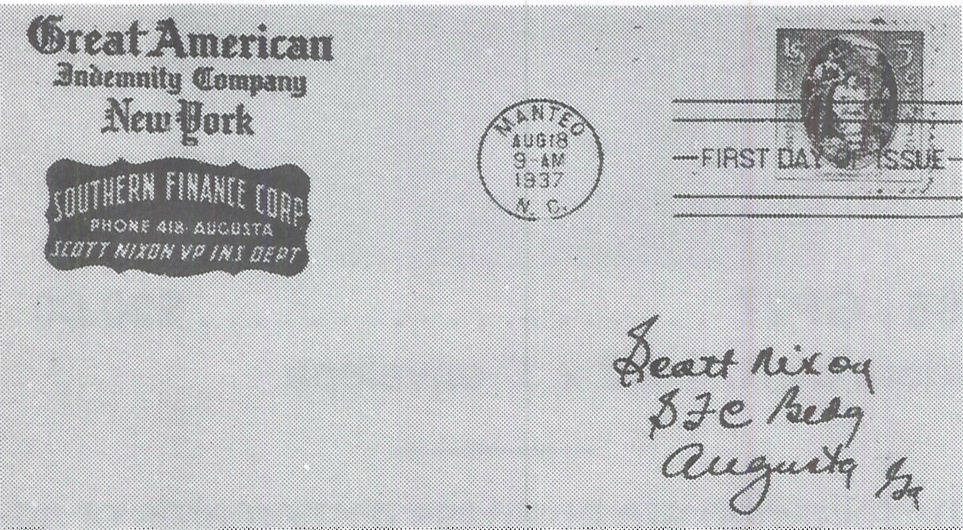 Great American
Indemnity Company
New York
SOUTHERN FINANCE CORP
PHONE 418 - AUGUSTA
SCOTT NIXON VP INS DEPT
MANTEO
AUG 18
9 AM
1937
N. C.
FIRST DAY OF ISSUE
5
Scott Nixon
SFC Bldg
Augusta Ga